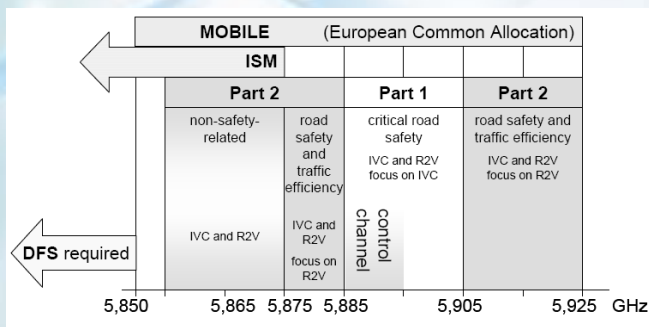 MOBILE (European Common Allocation)
ISM
Part 2
Part 1
Part 2
non-safety-
related
IVC and R2V
road
safety
and
traffic
efficiency
IVC and
R2V
focus on
R2V
critical road
safety
IVC and R2V
focus on IVC
control
channel
road safety and
traffic efficiency
IVC and R2V
focus on R2V
DFS required
5,850 5,865 5,875 5,885 5,905 5,925 GHz